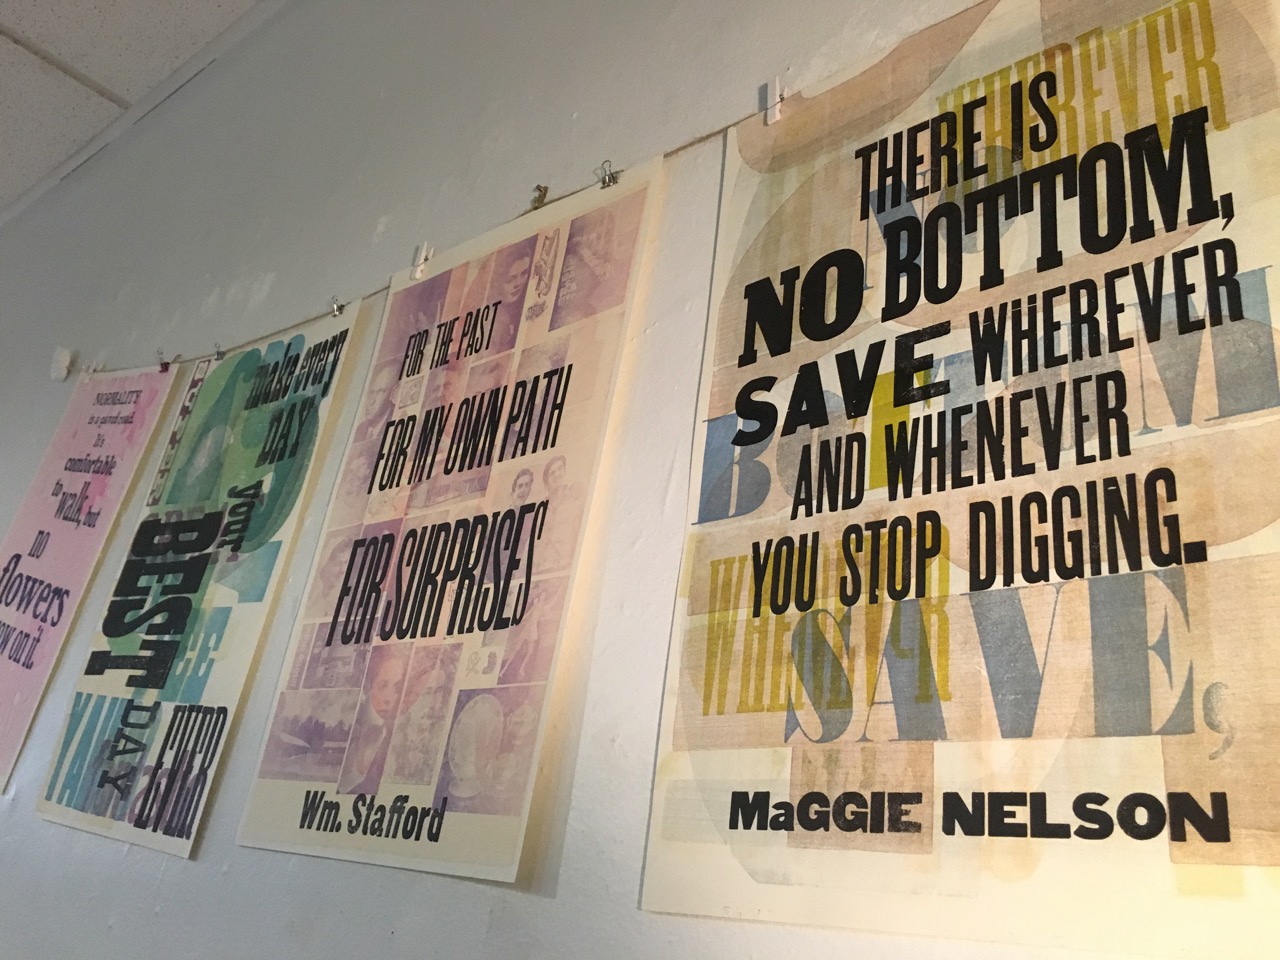 NORMALITY
is a paved road.
It's
comfortable
to walk, but
no
flowers
on it.
make every
DAY
your
BEST
DAY
EVER
FOR THE PAST
FOR MY OWN PATH
FOR SURPRISES
Wm. Stafford
WHEREVER
THERE IS
NO BOTTOM,
SAVE WHEREVER
AND WHENEVER
YOU STOP DIGGING.
SAVE,
MaGGIE NELSON